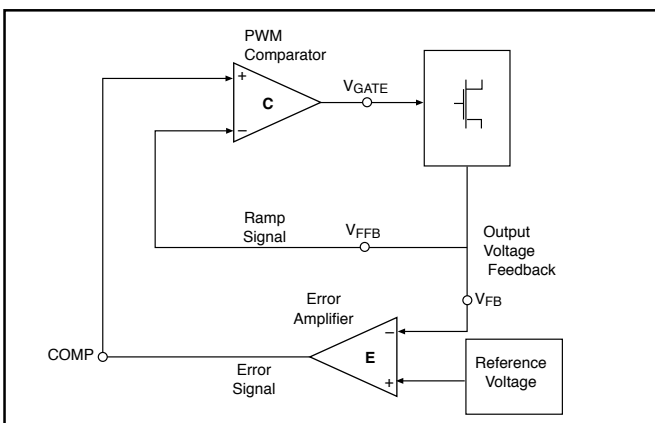 PWM
Comparator
+
C
−
VGATE
Ramp
Signal
VFFB
Output
Voltage
Feedback
VFB
Error
Amplifier
−
E
+
COMP
Error
Signal
Reference
Voltage